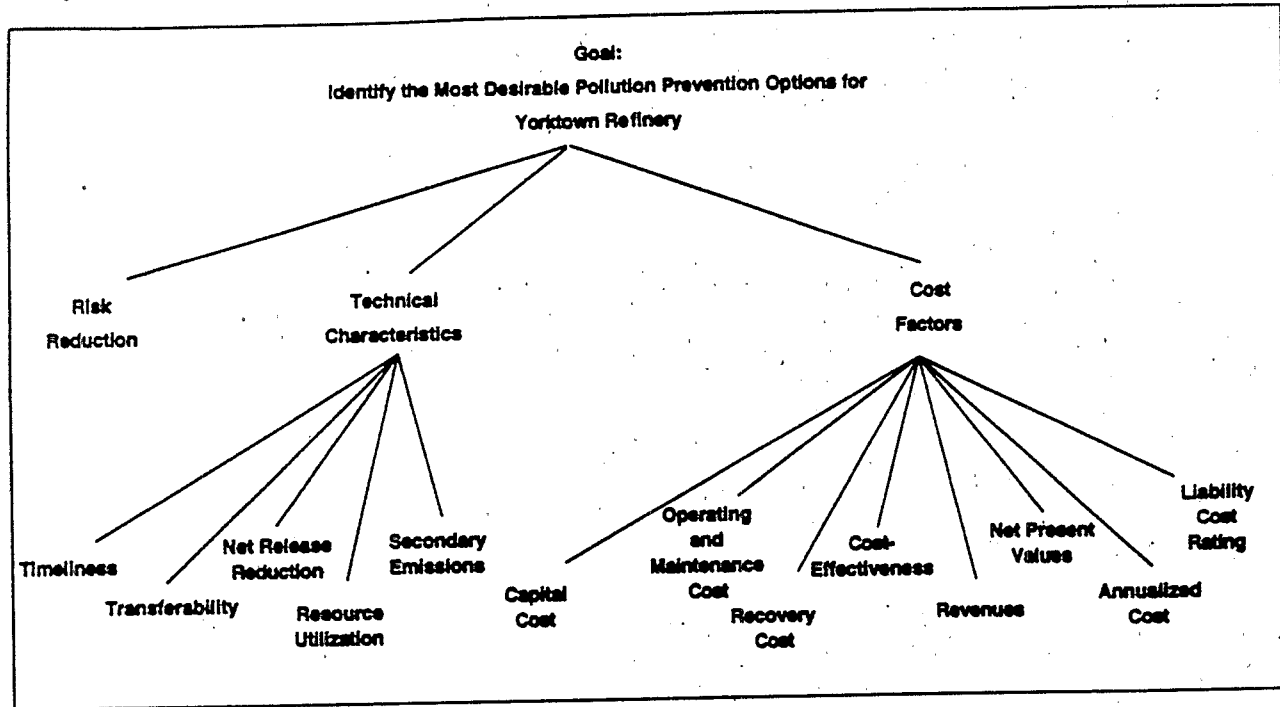 Goal:
Identify the Most Desirable Pollution Prevention Options for
Yorktown Refinery
Risk
Reduction
Technical
Characteristics
Cost
Factors
Timeliness
Transferability
Net Release
Reduction
Resource
Utilization
Secondary
Emissions
Capital
Cost
Operating
and
Maintenance
Cost
Recovery
Cost
Cost-
Effectiveness
Revenues
Net Present
Values
Annualized
Cost
Liability
Cost
Rating